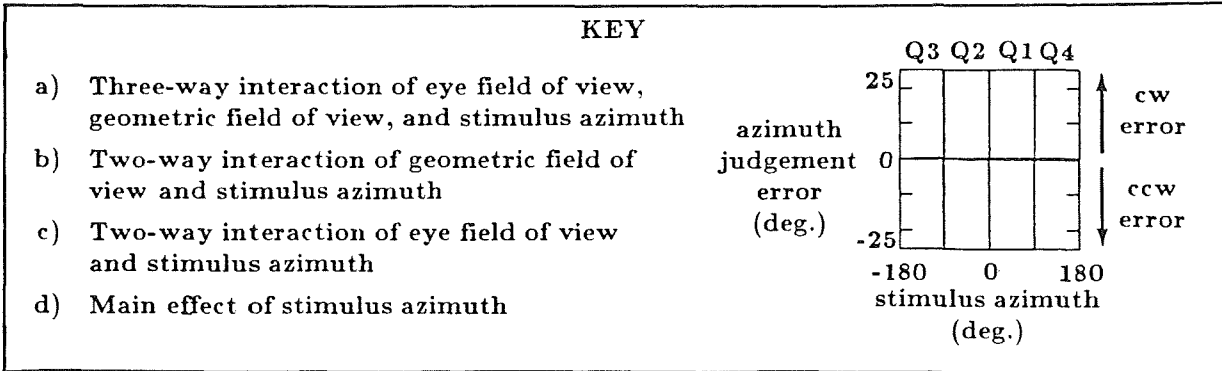 KEY
a) Three-way interaction of eye field of view,
geometric field of view, and stimulus azimuth
b) Two-way interaction of geometric field of
view and stimulus azimuth
c) Two-way interaction of eye field of view
and stimulus azimuth
d) Main effect of stimulus azimuth
Q3 Q2 Q1 Q4
25
azimuth
judgement
error
(deg.)
0
-25
cw
error
ccw
error
-180 0 180
stimulus azimuth
(deg.)